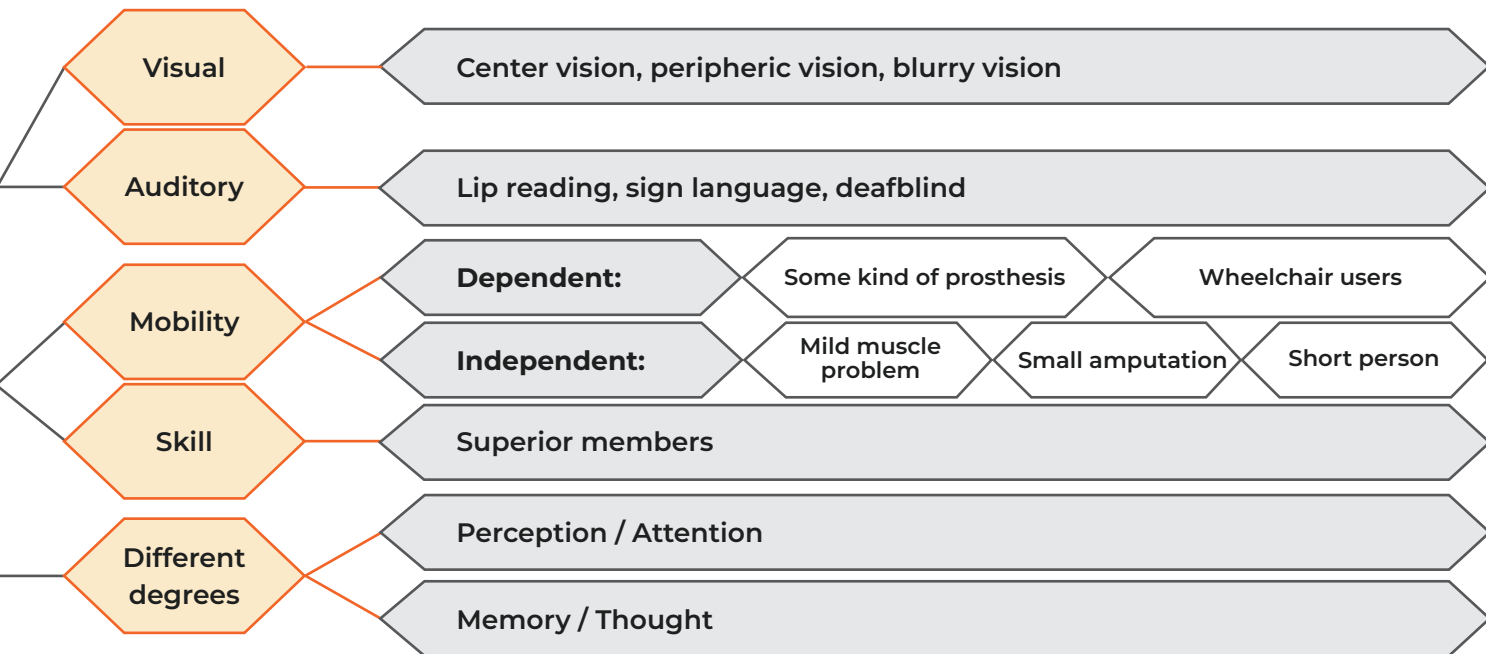 Visual
Center vision, peripheric vision, blurry vision
Auditory
Lip reading, sign language, deafblind
Mobility
Dependent:
Some kind of prosthesis
Wheelchair users
Independent:
Mild muscle
problem
Small amputation
Short person
Skill
Superior members
Different
degrees
Perception / Attention
Memory / Thought